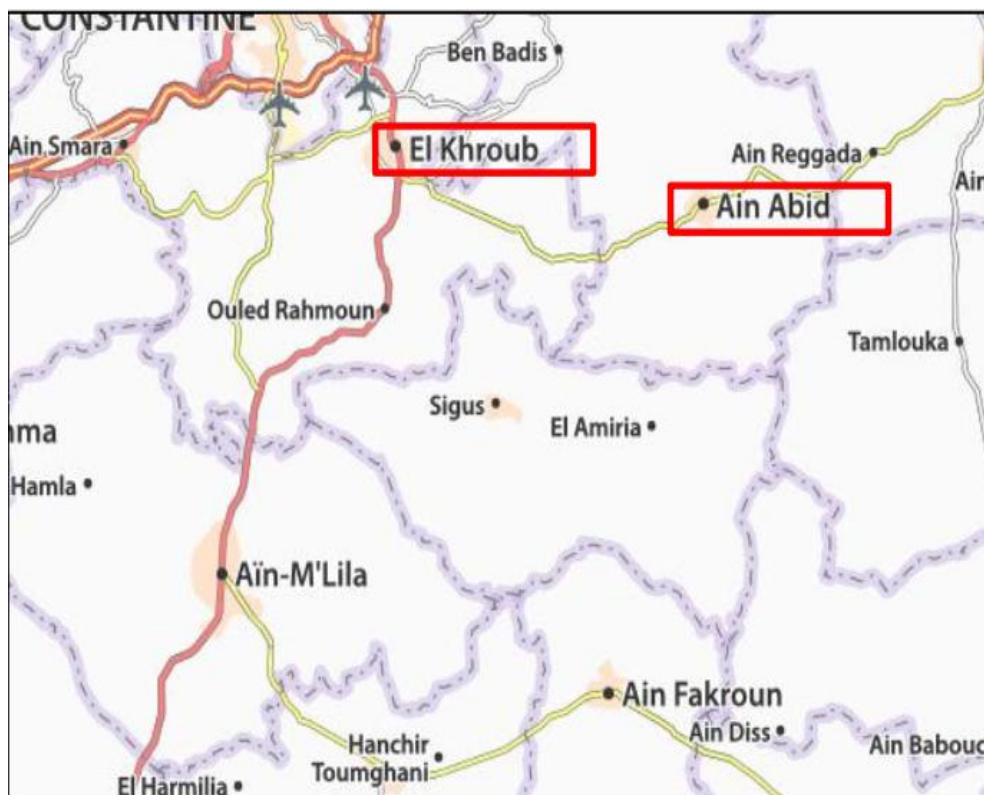 CONSTANTINE
Ben Badis
Ain Smara
El Khroub
Ain Reggada
Ain Abid
Ouled Rahmoun
Tamlouka
Sigus
El Amiria
Hamla
Aïn-M'Lila
Ain Fakroun
Ain Diss
Hanchir
Toumghani
El Harmilia